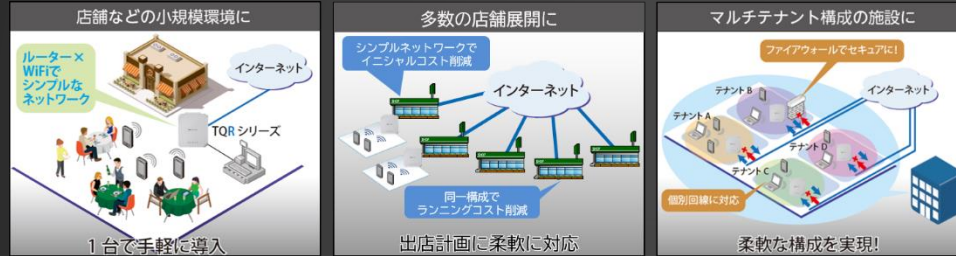 店舗などの小規模環境に
ルーター×
WiFiで
シンプルな
ネットワーク
インターネット
TQRシリーズ
1台で手軽に導入
多数の店舗展開に
シンプルネットワークで
イニシャルコスト削減
インターネット
同一構成で
ランニングコスト削減
出店計画に柔軟に対応
マルチテナント構成の施設に
ファイアウォールでセキュアに!
インターネット
テナントB
テナントA
テナントD
テナントC
個別回線に対応
柔軟な構成を実現!